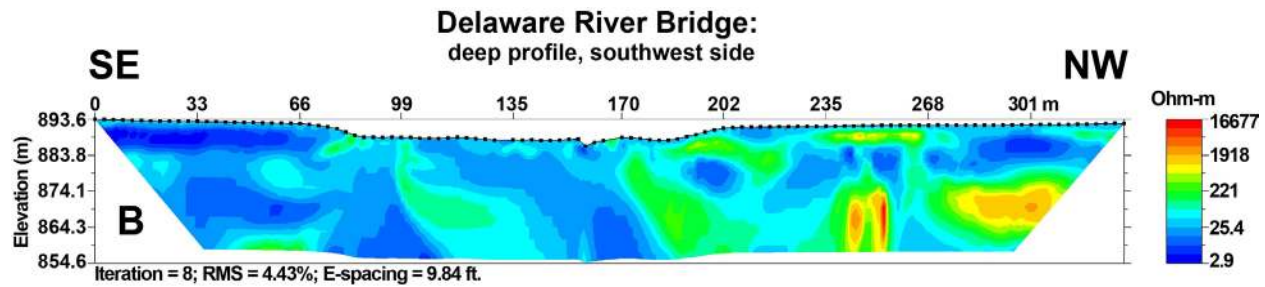 Delaware River Bridge:
deep profile, southwest side
SE NW
0 33 66 99 135 170 202 235 268 301 m
Ohm-m
Elevation (m)
893.6
883.8
874.1
864.3
854.6
B
16677
1918
221
25.4
2.9
Iteration = 8; RMS = 4.43%; E-spacing = 9.84 ft.